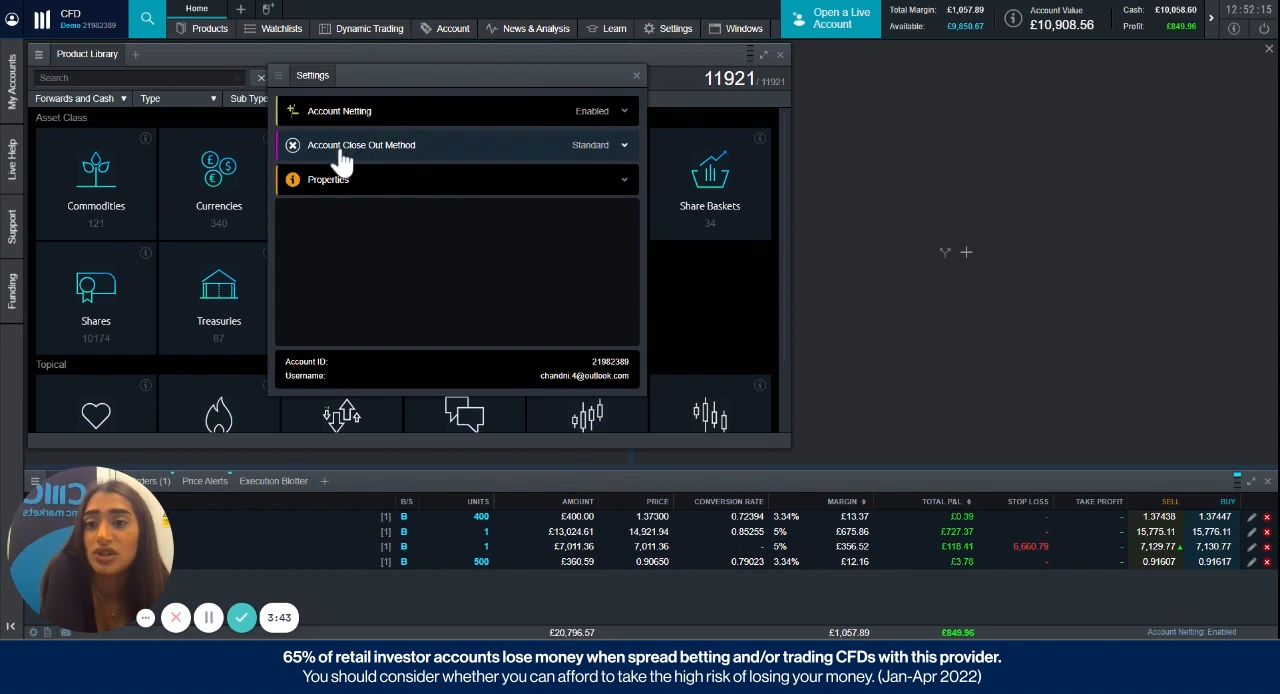 CFD
Demo 21982389
Home
Products
Watchlists
Dynamic Trading
Account
News & Analysis
Learn
Settings
Windows
Open a Live
Account
Total Margin: £1,057.89
Available: £9,850.67
Account Value
£10,908.56
Cash: £10,058.60
Profit: £849.96
12:52:15
My Accounts
Live Help
Support
Funding
Product Library
Search
11921 / 11921
Forwards and Cash
Type
Sub Type
Asset Class
Commodities
121
Currencies
340
Share Baskets
34
Shares
10174
Treasuries
67
Topical
Settings
Account Netting Enabled
Account Close Out Method Standard
Properties
Account ID: 21982389
Username: chandni.4@outlook.com
Orders (1)
Price Alerts
Execution Blotter
B/S UNITS AMOUNT PRICE CONVERSION RATE MARGIN TOTAL P&L STOP LOSS TAKE PROFIT SELL BUY
[1] B 400 £400.00 1.37300 0.72394 3.34% £13.37 £0.39 - - 1.37438 1.37447
[1] B 1 £13,024.61 14,921.94 0.85255 5% £675.86 £727.37 - - 15,775.11 15,776.11
[1] B 1 £7,011.36 7,011.36 - 5% £356.52 £118.41 6,660.79 - 7,129.77 7,130.77
[1] B 500 £360.59 0.90650 0.79023 3.34% £12.16 £3.78 - - 0.91607 0.91617
£20,796.57 £1,057.89 £849.96 Account Netting: Enabled
cmc markets
3:43
65% of retail investor accounts lose money when spread betting and/or trading CFDs with this provider.
You should consider whether you can afford to take the high risk of losing your money. (Jan-Apr 2022)